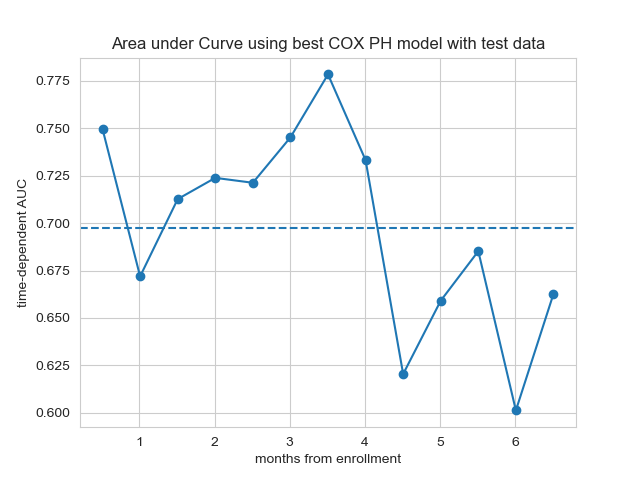 Area under Curve using best COX PH model with test data
time-dependent AUC
0.775
0.750
0.725
0.700
0.675
0.650
0.625
0.600
1 2 3 4 5 6
months from enrollment